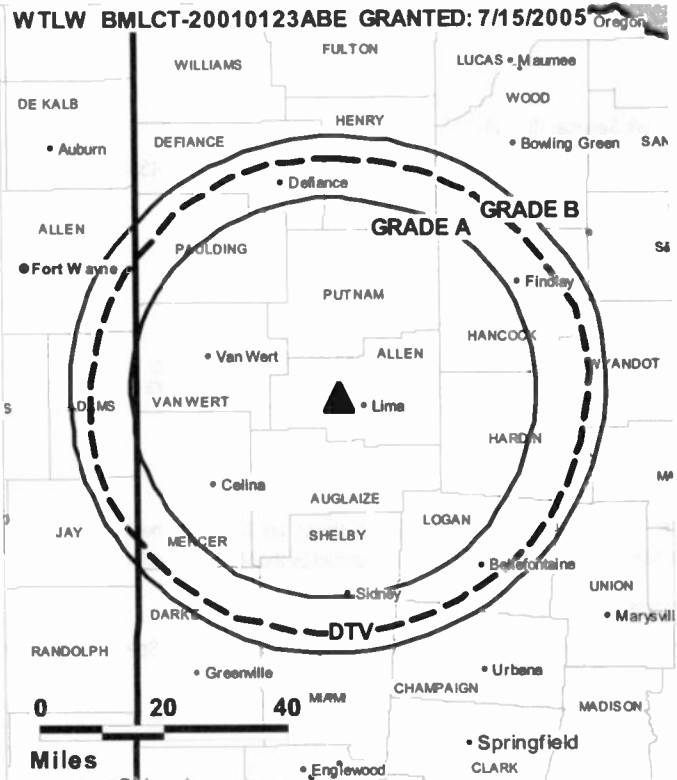 WTLW BMLCT-20010123ABE GRANTED: 7/15/2005
Oregon
FULTON
WILLIAMS
LUCAS
Maumee
WOOD
DE KALB
HENRY
DEFIANCE
Auburn
Bowling Green
SAN
Defiance
GRADE B
GRADE A
ALLEN
PAULDING
Fort Wayne
Findlay
PUTNAM
HANCOCK
Van Wert
ALLEN
WYANDOT
ADAMS
VAN WERT
Lima
S
HARDIN
Celina
AUGLAIZE
LOGAN
JAY
MERCER
SHELBY
Bellefontaine
UNION
Sidney
DARKE
Marysvill
DTV
RANDOLPH
Greenville
Urbana
0 20 40
MIAMI
CHAMPAIGN
MADISON
Miles
Springfield
Englewood
CLARK